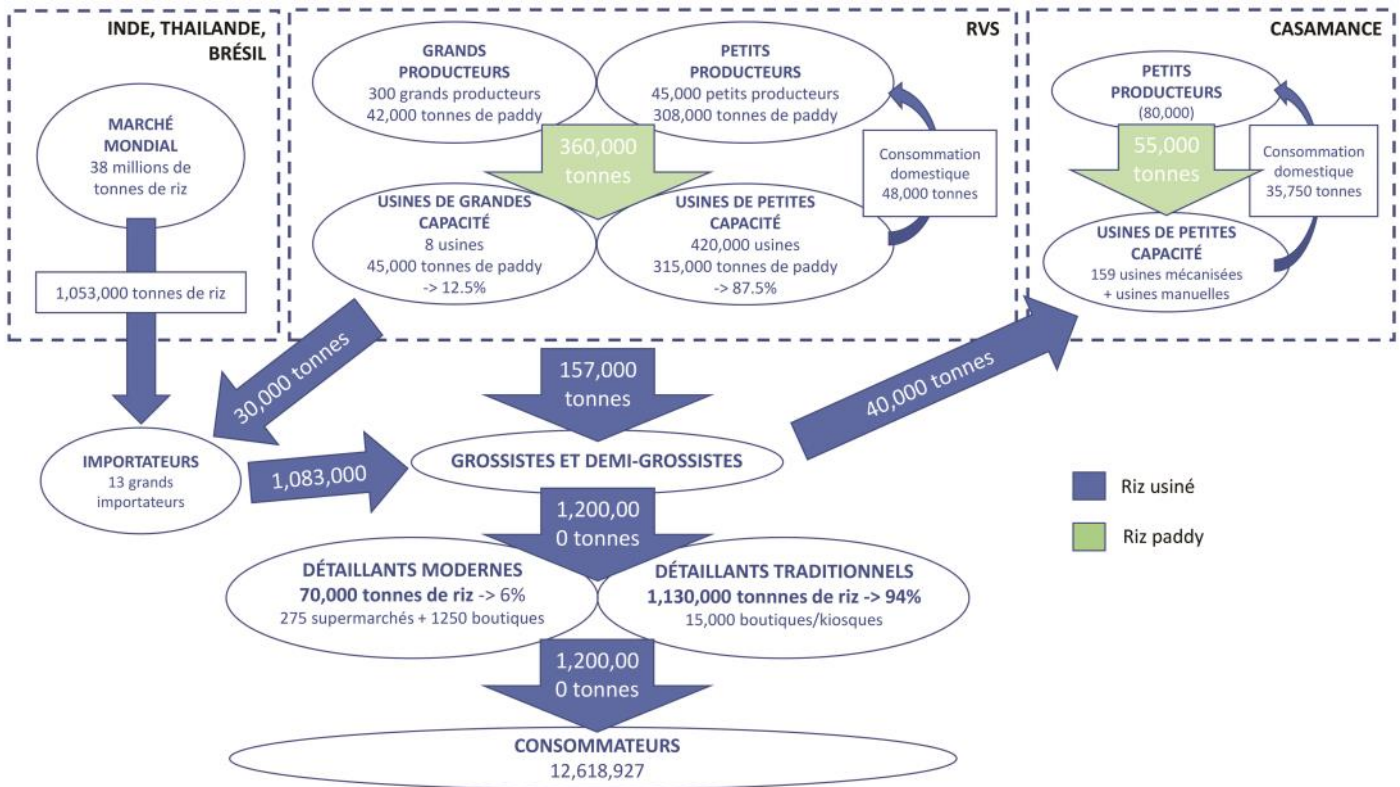 INDE, THAILANDE,
BRÉSIL
MARCHÉ
MONDIAL
38 millions de
tonnes de riz
1,053,000 tonnes de riz
IMPORTATEURS
13 grands
importateurs
RVS
GRANDS
PRODUCTEURS
300 grands producteurs
42,000 tonnes de paddy
PETITS
PRODUCTEURS
45,000 petits producteurs
308,000 tonnes de paddy
360,000
tonnes
Consommation
domestique
48,000 tonnes
USINES DE GRANDES
CAPACITÉ
8 usines
45,000 tonnes de paddy
-> 12.5%
USINES DE PETITES
CAPACITÉ
420,000 usines
315,000 tonnes de paddy
-> 87.5%
CASAMANCE
PETITS
PRODUCTEURS
(80,000)
55,000
tonnes
Consommation
domestique
35,750 tonnes
USINES DE PETITES
CAPACITÉ
159 usines mécanisées
+ usines manuelles
30,000 tonnes
157,000
tonnes
40,000 tonnes
1,083,000
GROSSISTES ET DEMI-GROSSISTES
1,200,00
0 tonnes
DÉTAILLANTS MODERNES
70,000 tonnes de riz -> 6%
275 supermarchés + 1250 boutiques
DÉTAILLANTS TRADITIONNELS
1,130,000 tonnnes de riz -> 94%
15,000 boutiques/kiosques
1,200,00
0 tonnes
CONSOMMATEURS
12,618,927
Riz usiné
Riz paddy